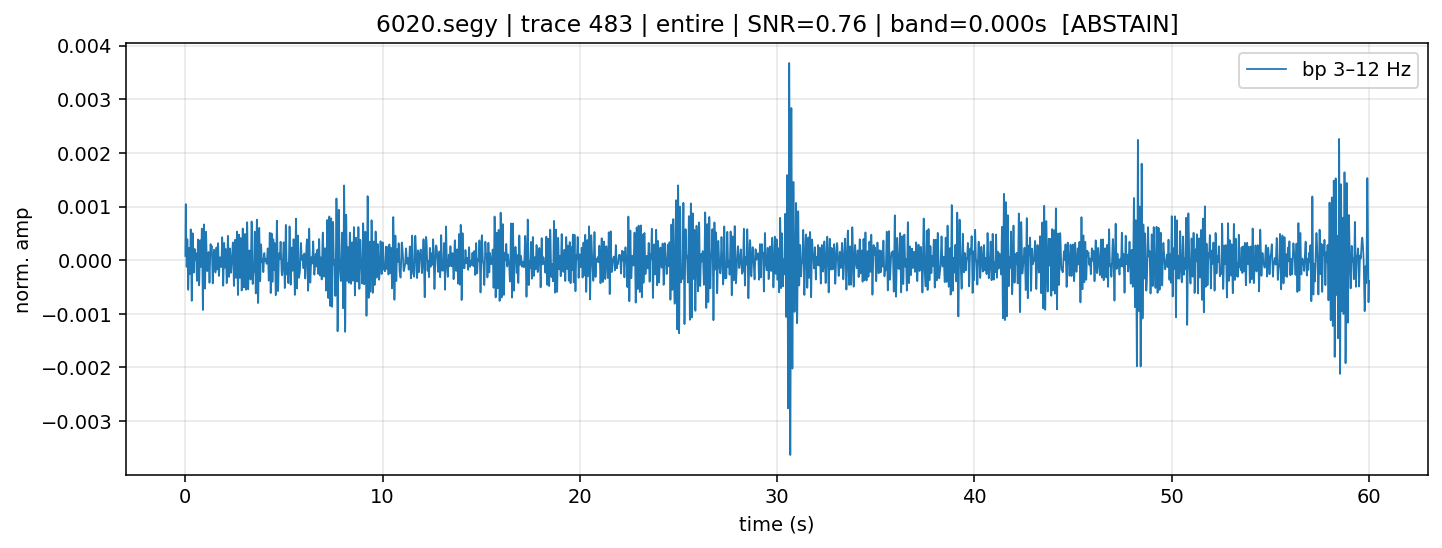 6020.segy | trace 483 | entire | SNR=0.76 | band=0.000s  [ABSTAIN]
bp 3–12 Hz
norm. amp
0.004
0.003
0.002
0.001
0.000
−0.001
−0.002
−0.003
0 10 20 30 40 50 60
time (s)